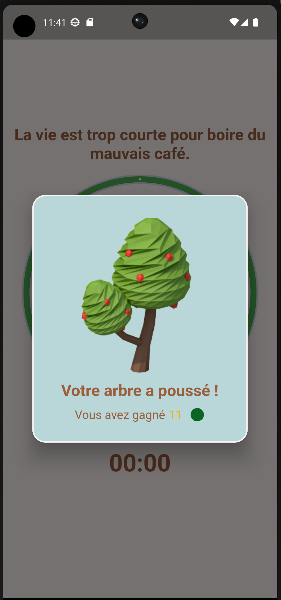 11:41
La vie est trop courte pour boire du
mauvais café.
Votre arbre a poussé !
Vous avez gagné 11
00:00